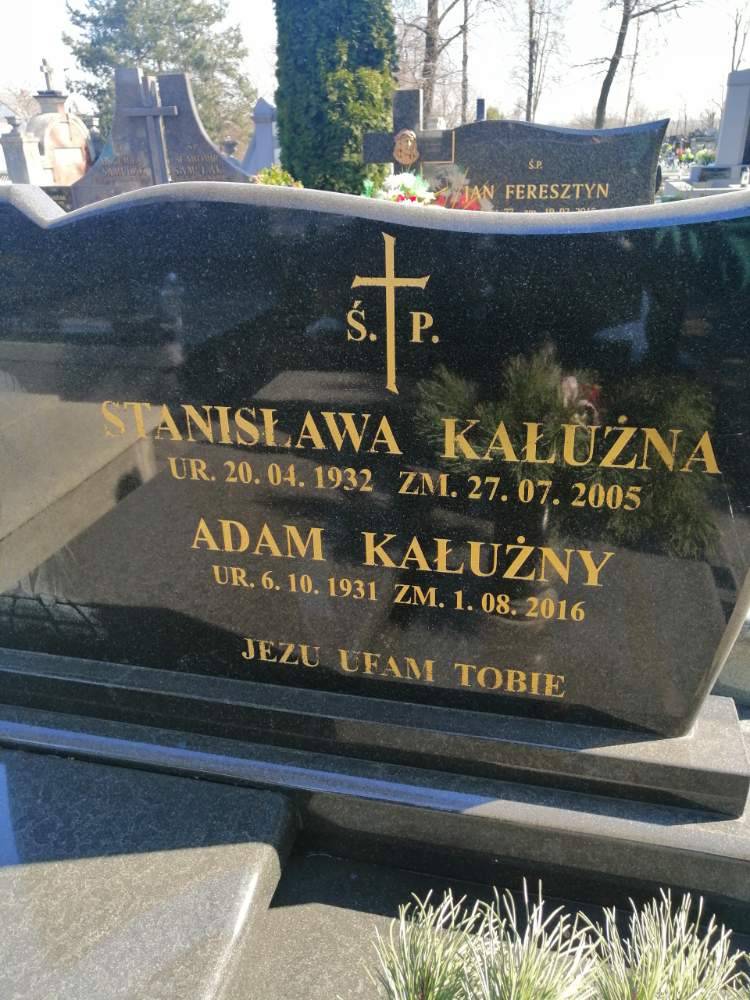 Ś.P.
JAN FERESZTYN
Ś. P.
STANISŁAWA KAŁUŻNA
UR. 20. 04. 1932 ZM. 27. 07. 2005
ADAM KAŁUŻNY
UR. 6. 10. 1931 ZM. 1. 08. 2016
JEZU UFAM TOBIE